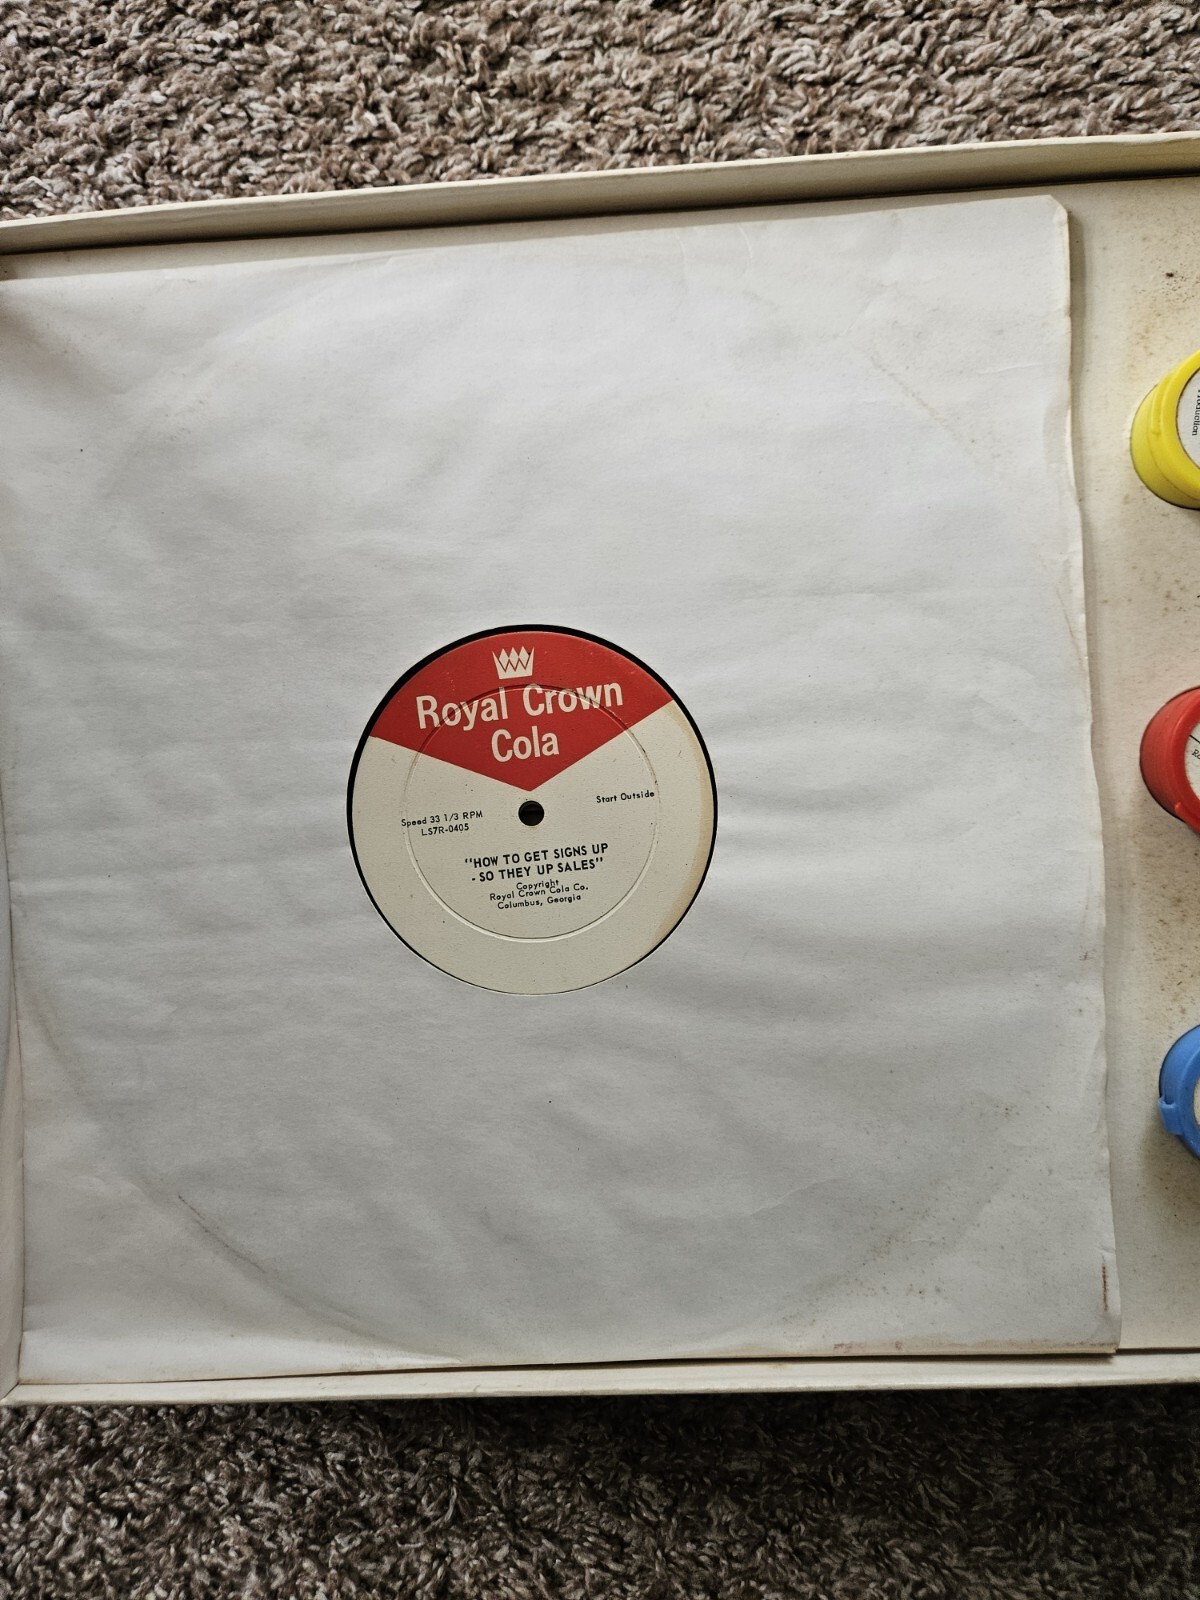 Royal Crown
Cola
Speed 33 1/3 RPM
LS7R-0405
Start Outside
"HOW TO GET SIGNS UP
- SO THEY UP SALES"
Copyright
Royal Crown Cola Co.
Columbus, Georgia